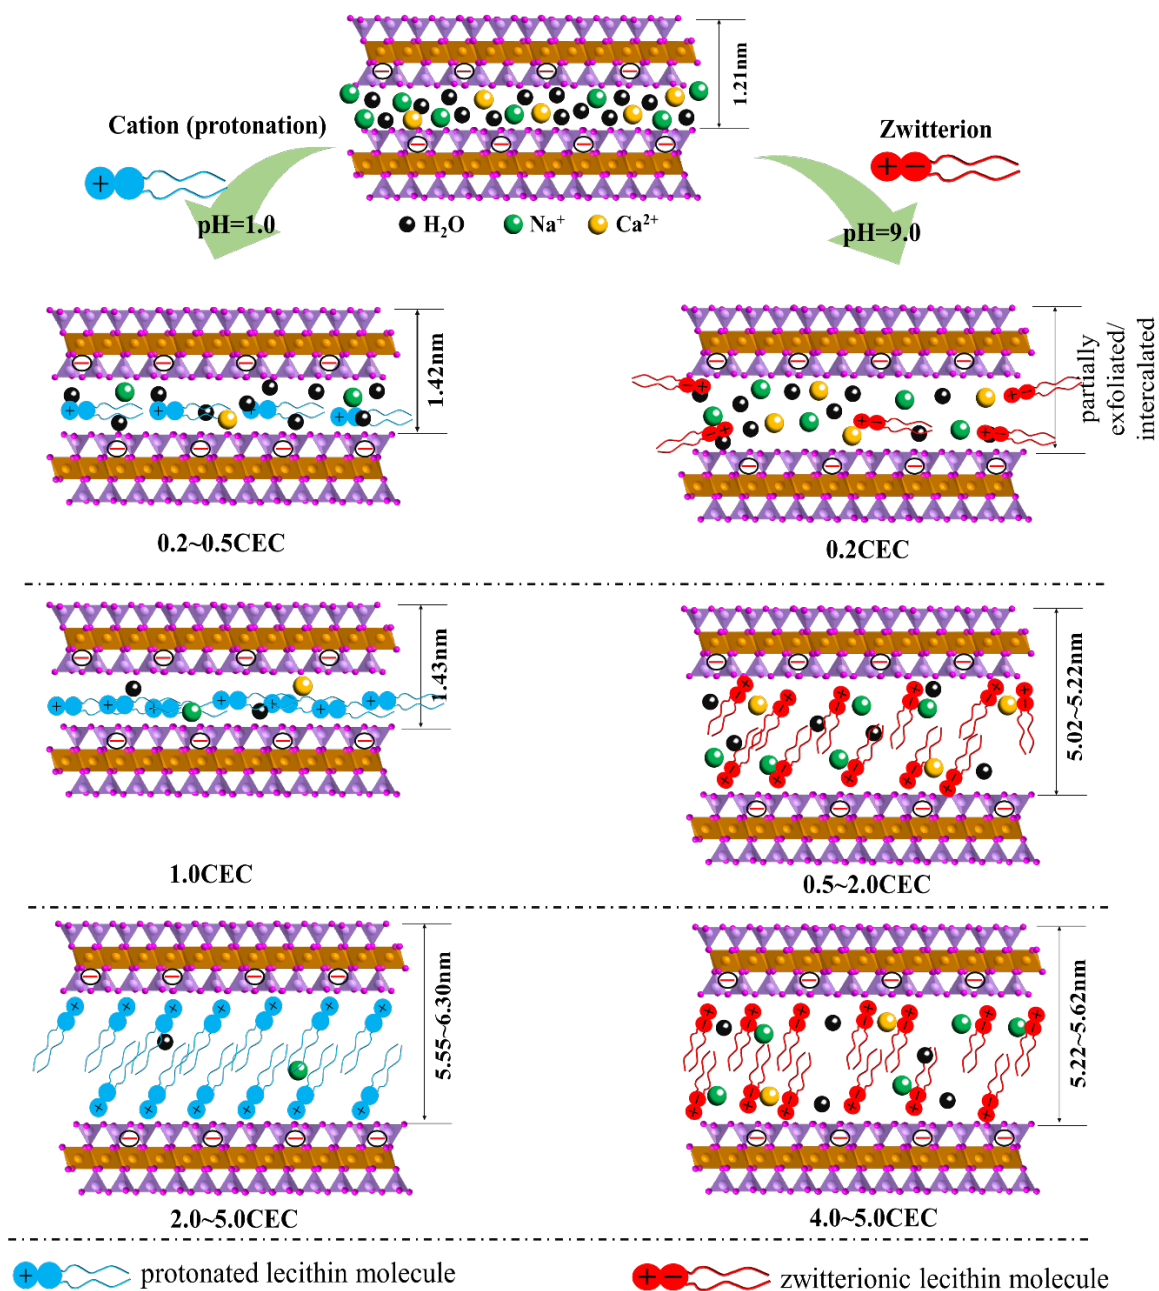 1.21nm
Cation (protonation)
Zwitterion
+
+ −
pH=1.0
H₂O
Na⁺
Ca²⁺
pH=9.0
1.42nm
partially
exfoliated/
intercalated
0.2~0.5CEC
0.2CEC
1.43nm
5.02~5.22nm
1.0CEC
0.5~2.0CEC
5.55~6.30nm
5.22~5.62nm
2.0~5.0CEC
4.0~5.0CEC
+ protonated lecithin molecule
+ − zwitterionic lecithin molecule